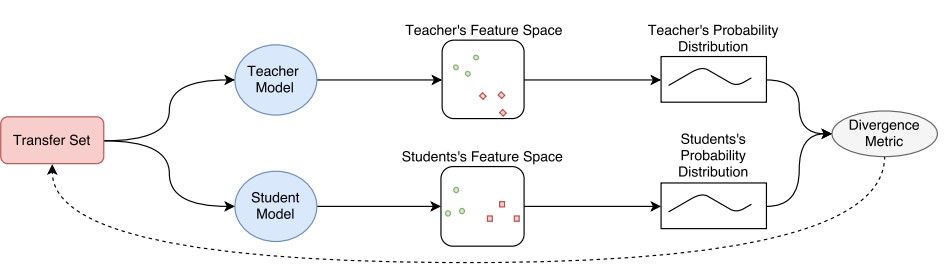 Teacher's Feature Space
Teacher's Probability
Distribution
Teacher
Model
Transfer Set
Divergence
Metric
Students's Feature Space
Students's
Probability
Distribution
Student
Model